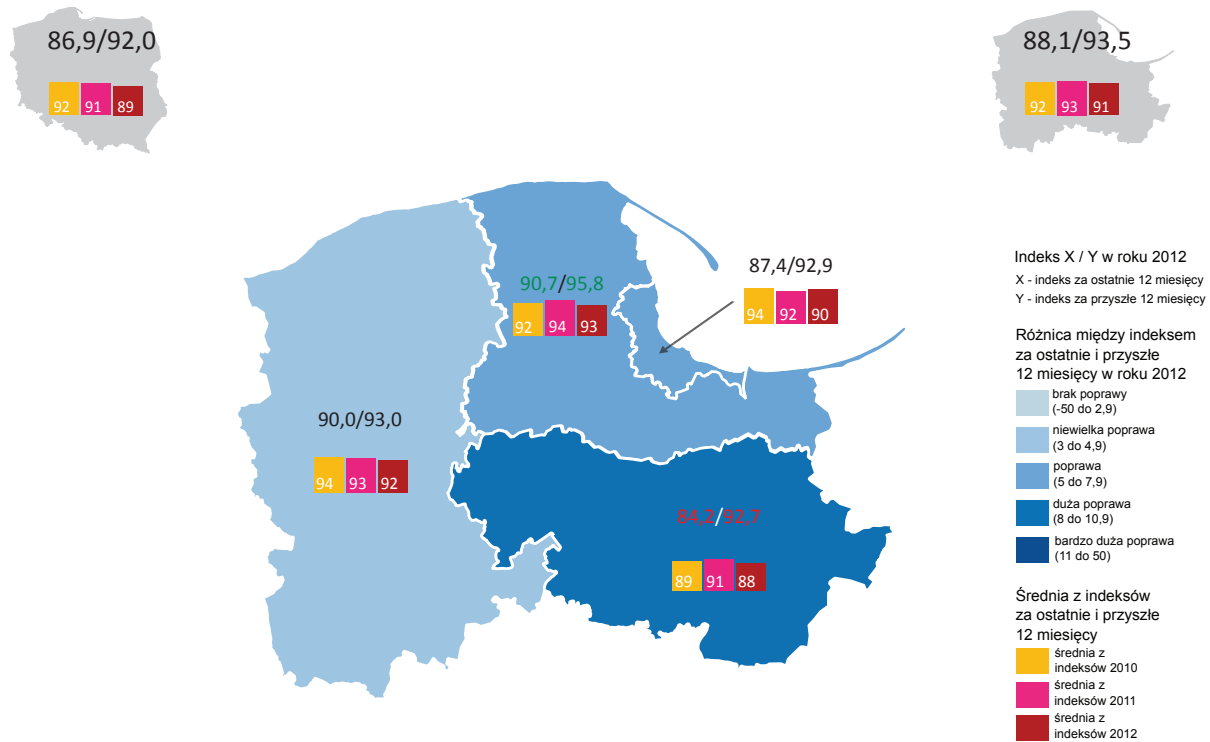 86,9/92,0
92 91 89
88,1/93,5
92 93 91
90,7/95,8
92 94 93
87,4/92,9
94 92 90
90,0/93,0
94 93 92
84,2/92,7
89 91 88
Indeks X / Y w roku 2012
X - indeks za ostatnie 12 miesięcy
Y - indeks za przyszłe 12 miesięcy
Różnica między indeksem
za ostatnie i przyszłe
12 miesięcy w roku 2012
brak poprawy
(-50 do 2,9)
niewielka poprawa
(3 do 4,9)
poprawa
(5 do 7,9)
duża poprawa
(8 do 10,9)
bardzo duża poprawa
(11 do 50)
Średnia z indeksów
za ostatnie i przyszłe
12 miesięcy
średnia z
indeksów 2010
średnia z
indeksów 2011
średnia z
indeksów 2012